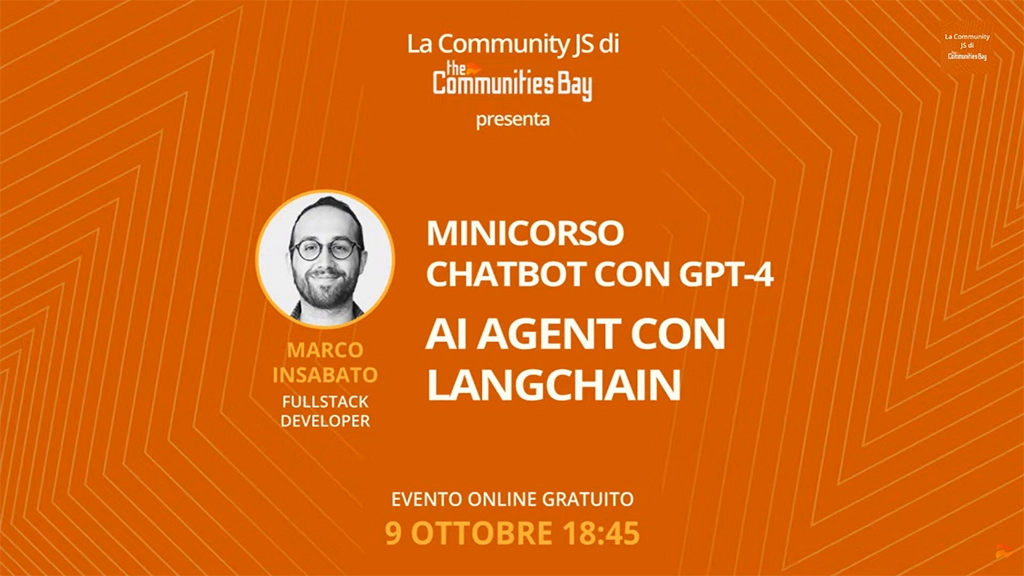 La Community JS di
the
Communities Bay
presenta
La Community
JS di
the
Communities Bay
MINICORSO
CHATBOT CON GPT-4
AI AGENT CON
LANGCHAIN
MARCO
INSABATO
FULLSTACK
DEVELOPER
EVENTO ONLINE GRATUITO
9 OTTOBRE 18:45